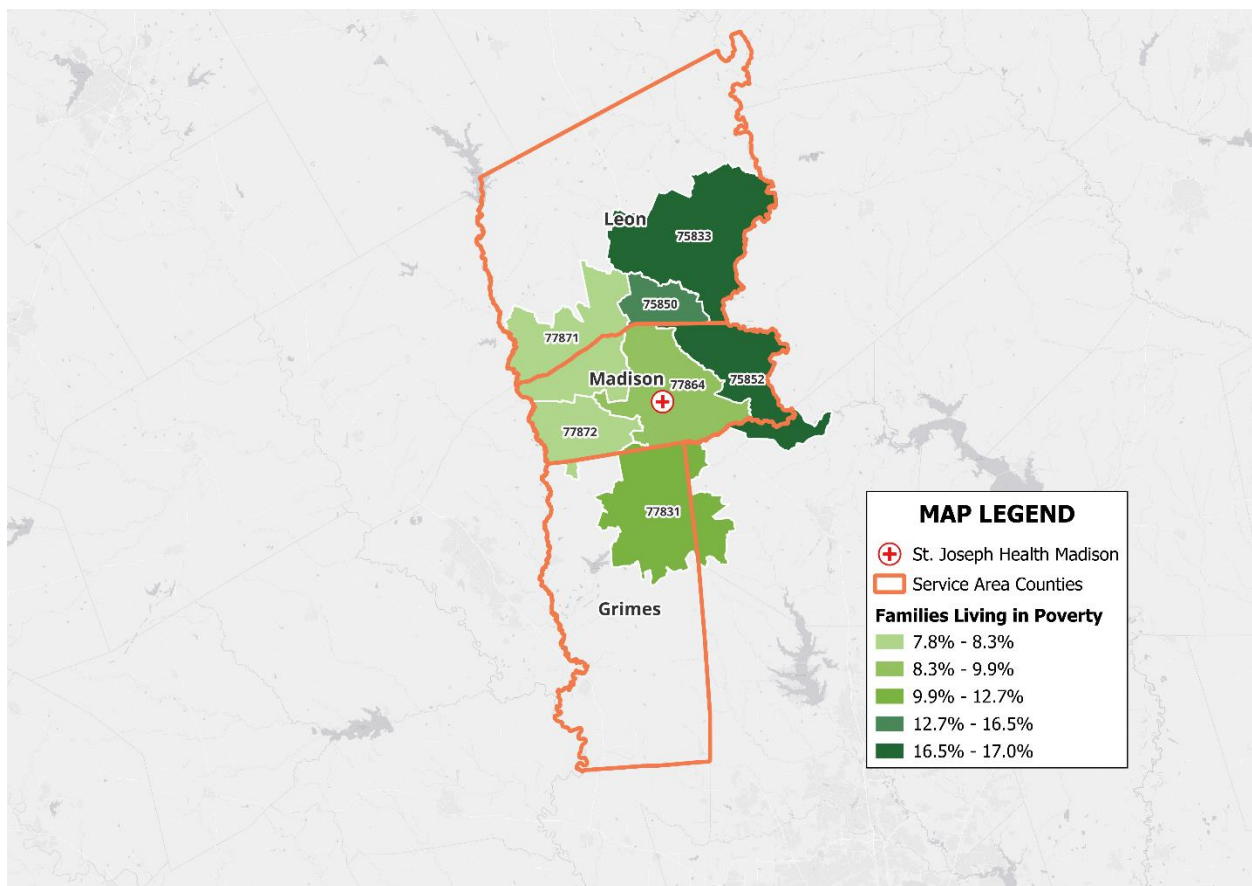 Leon
75833
75850
77871
Madison
77864
75852
77872
77831
Grimes
MAP LEGEND
St. Joseph Health Madison
Service Area Counties
Families Living in Poverty
7.8% - 8.3%
8.3% - 9.9%
9.9% - 12.7%
12.7% - 16.5%
16.5% - 17.0%